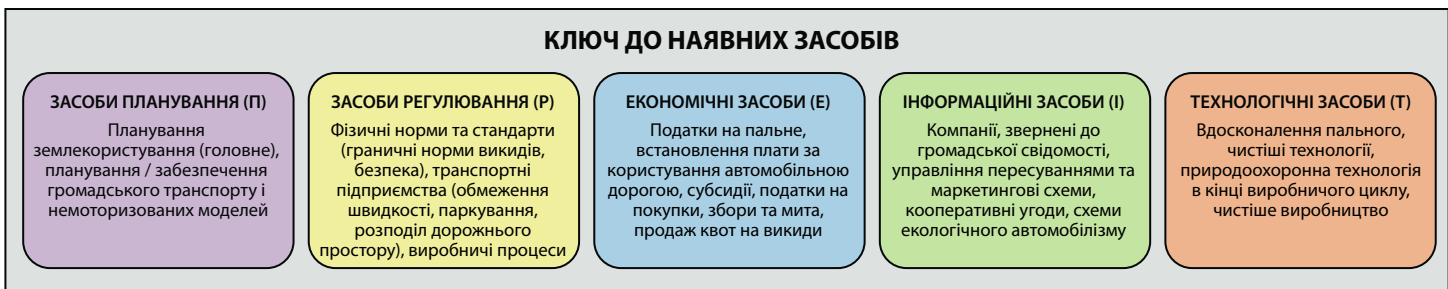 КЛЮЧ ДО НАЯВНИХ ЗАСОБІВ
ЗАСОБИ ПЛАНУВАННЯ (П)
Планування
землекористування (головне),
планування / забезпечення
громадського транспорту і
немоторизованих моделей
ЗАСОБИ РЕГУЛЮВАННЯ (Р)
Фізичні норми та стандарти
(граничні норми викидів,
безпека), транспортні
підприємства (обмеження
швидкості, паркування,
розподіл дорожнього
простору), виробничі процеси
ЕКОНОМІЧНІ ЗАСОБИ (Е)
Податки на пальне,
встановлення плати за
користування автомобільною
дорогою, субсидії, податки на
покупки, збори та мита,
продаж квот на викиди
ІНФОРМАЦІЙНІ ЗАСОБИ (І)
Компанії, звернені до
громадської свідомості,
управління пересуваннями та
маркетингові схеми,
кооперативні угоди, схеми
екологічного автомобілізму
ТЕХНОЛОГІЧНІ ЗАСОБИ (Т)
Вдосконалення пального,
чистіші технології,
природоохоронна технологія
в кінці виробничого циклу,
чистіше виробництво